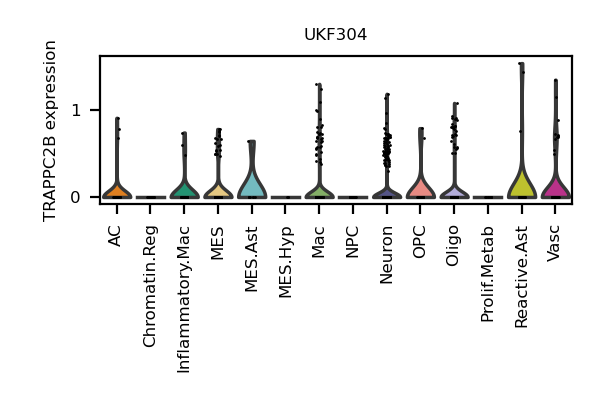 UKF304
TRAPPC2B expression
1
0
AC
Chromatin.Reg
Inflammatory.Mac
MES
MES.Ast
MES.Hyp
Mac
NPC
Neuron
OPC
Oligo
Prolif.Metab
Reactive.Ast
Vasc